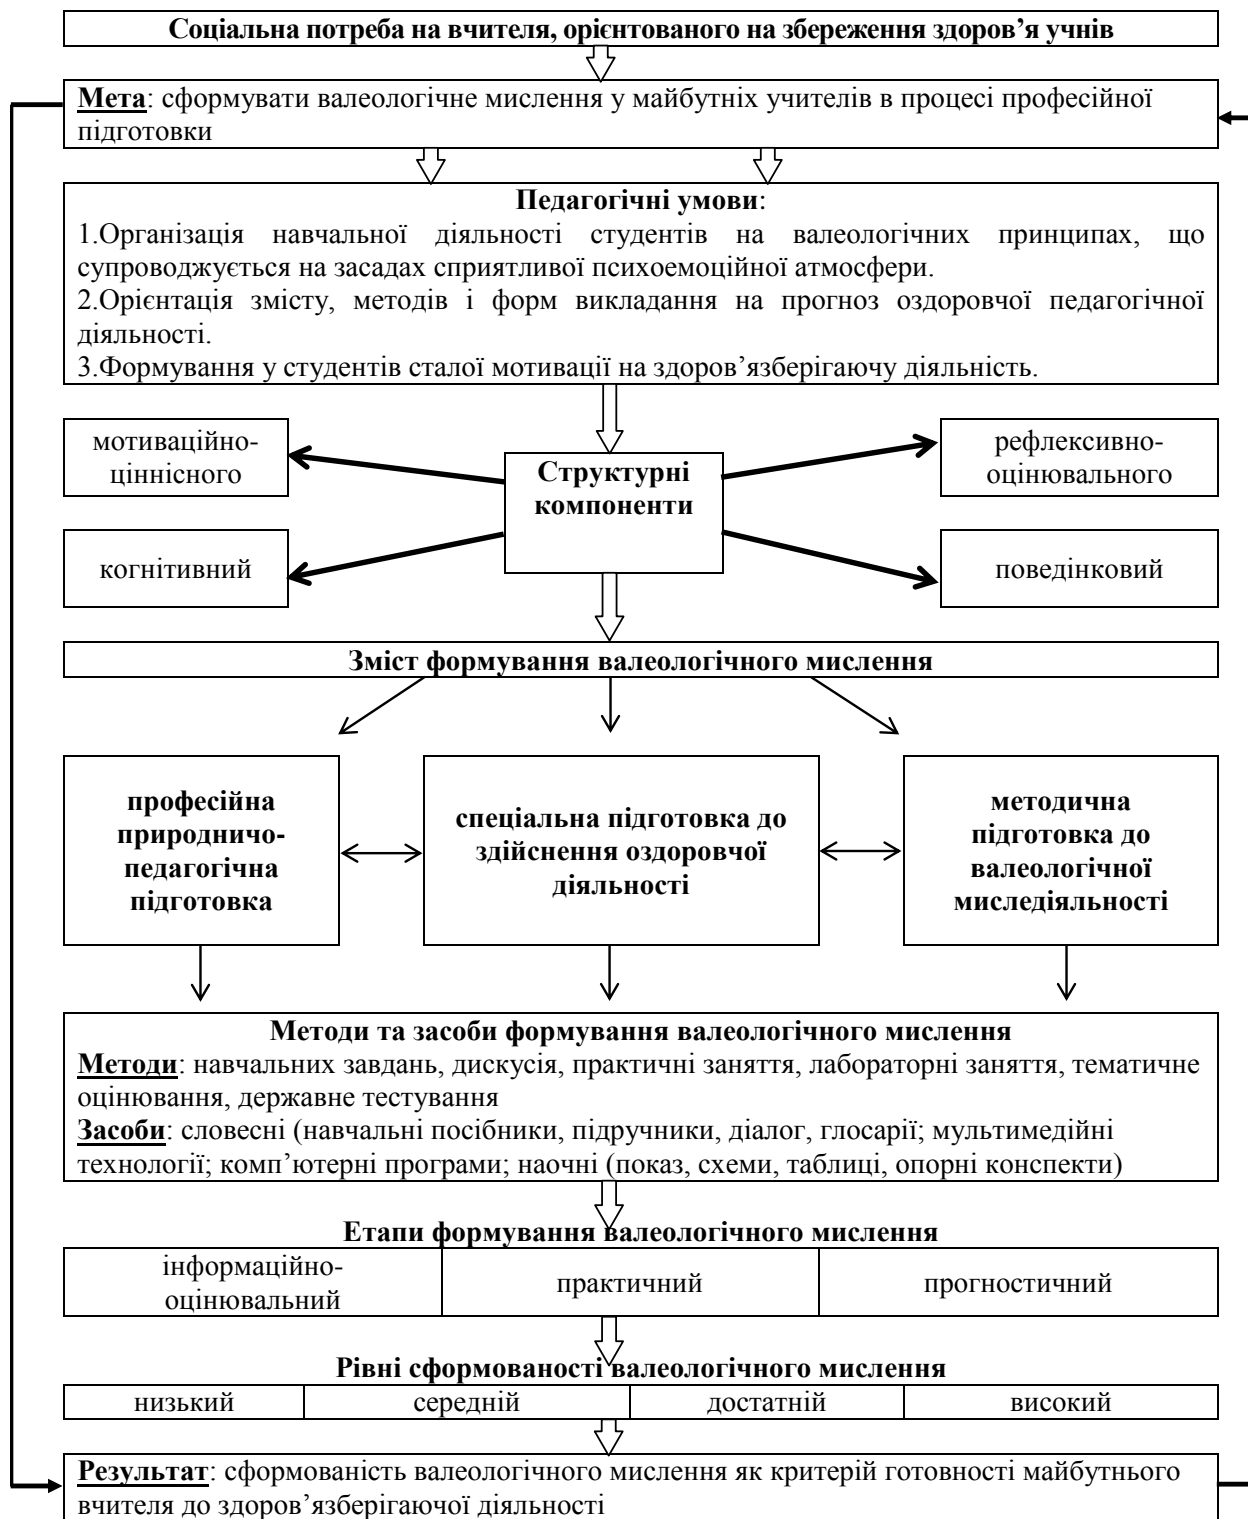 Соціальна потреба на вчителя, орієнтованого на збереження здоров’я учнів
Мета: сформувати валеологічне мислення у майбутніх учителів в процесі професійної
підготовки
Педагогічні умови:
1.Організація навчальної діяльності студентів на валеологічних принципах, що
супроводжується на засадах сприятливої психоемоційної атмосфери.
2.Орієнтація змісту, методів і форм викладання на прогноз оздоровчої педагогічної
діяльності.
3.Формування у студентів сталої мотивації на здоров’язберігаючу діяльність.
мотиваційно-
ціннісного
Структурні
компоненти
рефлексивно-
оцінювального
когнітивний
поведінковий
Зміст формування валеологічного мислення
професійна
природничо-
педагогічна
підготовка
спеціальна підготовка до
здійснення оздоровчої
діяльності
методична
підготовка до
валеологічної
миследіяльності
Методи та засоби формування валеологічного мислення
Методи: навчальних завдань, дискусія, практичні заняття, лабораторні заняття, тематичне
оцінювання, державне тестування
Засоби: словесні (навчальні посібники, підручники, діалог, глосарії; мультимедійні
технології; комп’ютерні програми; наочні (показ, схеми, таблиці, опорні конспекти)
Етапи формування валеологічного мислення
інформаційно-
оцінювальний
практичний
прогностичний
Рівні сформованості валеологічного мислення
низький
середній
достатній
високий
Результат: сформованість валеологічного мислення як критерій готовності майбутнього
вчителя до здоров’язберігаючої діяльності